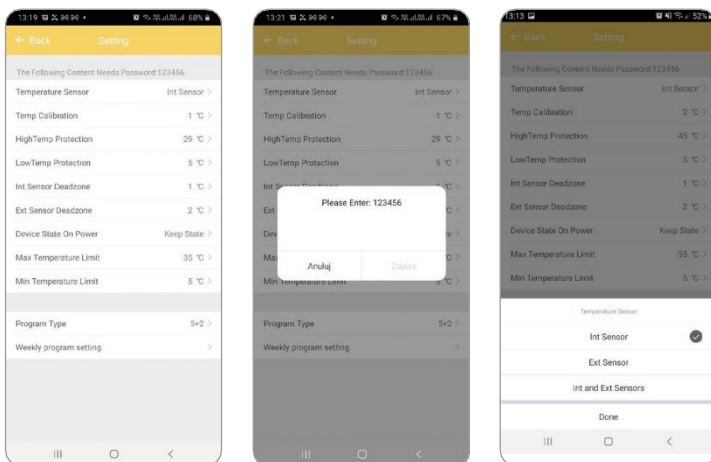 13:19
68%
← Back Setting
The Following Content Needs Password:123456
Temperature Sensor Int Sensor >
Temp Calibration -1 °C >
HighTemp Protection 29 °C >
LowTemp Protection 5 °C >
Int Sensor Deadzone 1 °C >
Ext Sensor Deadzone 2 °C >
Device State On Power Keep State >
Max Temperature Limit 35 °C >
Min Temperature Limit 5 °C >
Program Type 5+2 >
Weekly program setting >
13:21
67%
← Back Setting
The Following Content Needs Password:123456
Temperature Sensor Int Sensor >
Temp Calibration -1 °C >
HighTemp Protection 29 °C >
LowTemp Protection 5 °C >
Please Enter: 123456
Anuluj Zapisz
Min Temperature Limit 5 °C >
Program Type 5+2 >
Weekly program setting >
13:13
52%
← Back Setting
The Following Content Needs Password:123456
Temperature Sensor Int Sensor >
Temp Calibration 2 °C >
HighTemp Protection 45 °C >
LowTemp Protection 5 °C >
Int Sensor Deadzone 1 °C >
Ext Sensor Deadzone 2 °C >
Device State On Power Keep State >
Max Temperature Limit 35 °C >
Min Temperature Limit 5 °C >
Temperature Sensor
Int Sensor
Ext Sensor
Int and Ext Sensors
Done